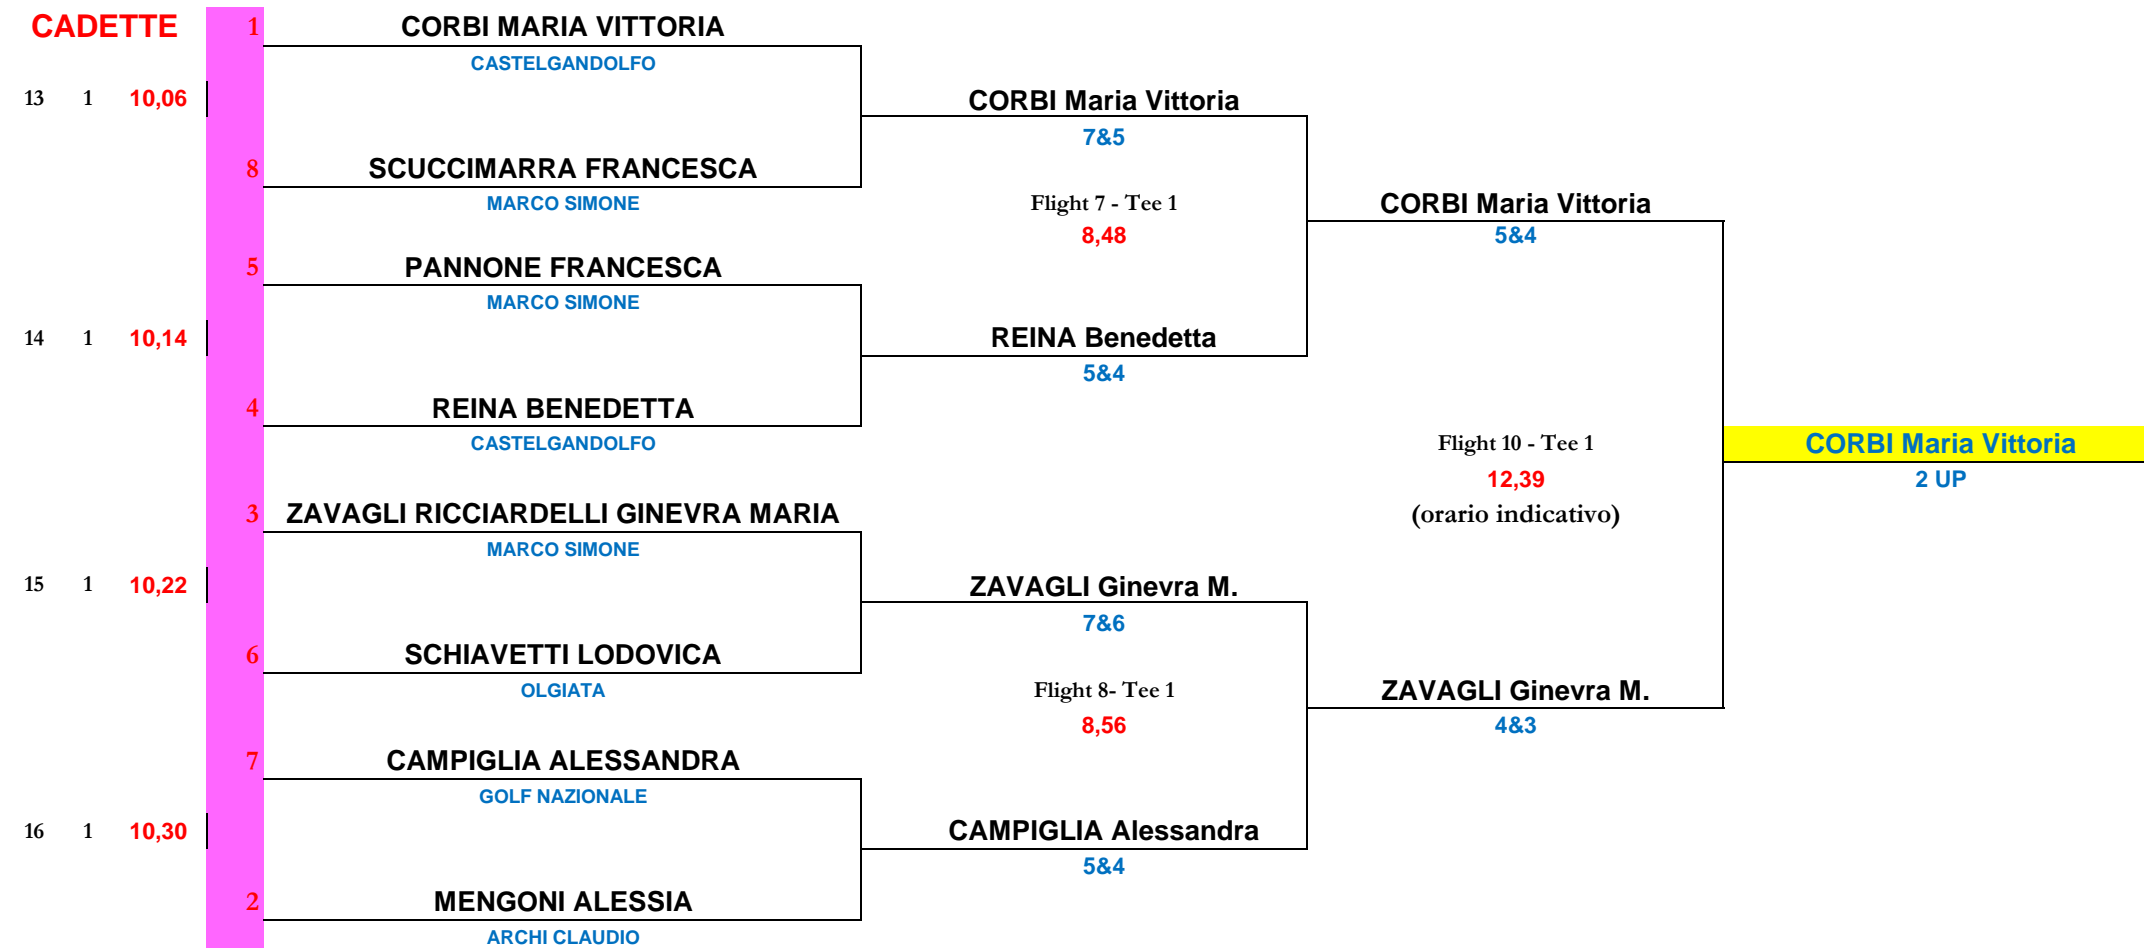 CADETTE
1 CORBI MARIA VITTORIA
CASTELGANDOLFO
13 1 10,06 CORBI Maria Vittoria
7&5
8 SCUCCIMARRA FRANCESCA
MARCO SIMONE Flight 7 - Tee 1 CORBI Maria Vittoria
8,48 5&4
5 PANNONE FRANCESCA
MARCO SIMONE
14 1 10,14 REINA Benedetta
5&4
4 REINA BENEDETTA
CASTELGANDOLFO Flight 10 - Tee 1 CORBI Maria Vittoria
12,39 2 UP
3 ZAVAGLI RICCIARDELLI GINEVRA MARIA (orario indicativo)
MARCO SIMONE
15 1 10,22 ZAVAGLI Ginevra M.
7&6
6 SCHIAVETTI LODOVICA
OLGIATA Flight 8- Tee 1 ZAVAGLI Ginevra M.
8,56 4&3
7 CAMPIGLIA ALESSANDRA
GOLF NAZIONALE
16 1 10,30 CAMPIGLIA Alessandra
5&4
2 MENGONI ALESSIA
ARCHI CLAUDIO